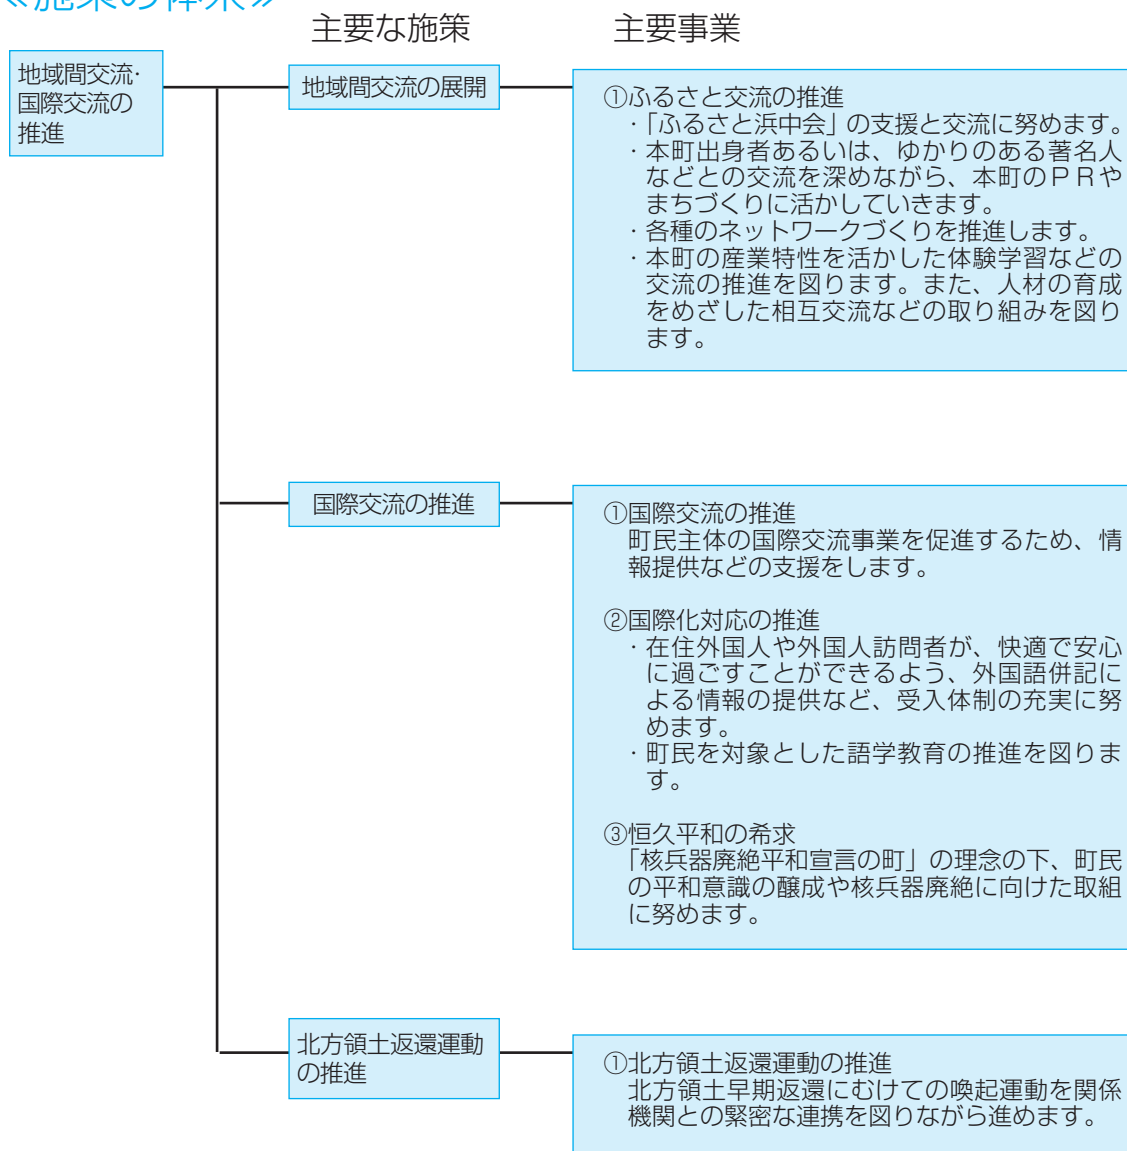 ≪施策の体系≫
主要な施策
主要事業
地域間交流・
国際交流の
推進
地域間交流の展開
①ふるさと交流の推進
・「ふるさと浜中会」の支援と交流に努めます。
・本町出身者あるいは、ゆかりのある著名人
などとの交流を深めながら、本町のＰＲや
まちづくりに活かしていきます。
・各種のネットワークづくりを推進します。
・本町の産業特性を活かした体験学習などの
交流の推進を図ります。また、人材の育成
をめざした相互交流などの取り組みを図り
ます。
国際交流の推進
①国際交流の推進
町民主体の国際交流事業を促進するため、情
報提供などの支援をします。
②国際化対応の推進
・在住外国人や外国人訪問者が、快適で安心
に過ごすことができるよう、外国語併記に
よる情報の提供など、受入体制の充実に努
めます。
・町民を対象とした語学教育の推進を図りま
す。
③恒久平和の希求
「核兵器廃絶平和宣言の町」の理念の下、町民
の平和意識の醸成や核兵器廃絶に向けた取組
に努めます。
北方領土返還運動
の推進
①北方領土返還運動の推進
北方領土早期返還にむけての喚起運動を関係
機関との緊密な連携を図りながら進めます。